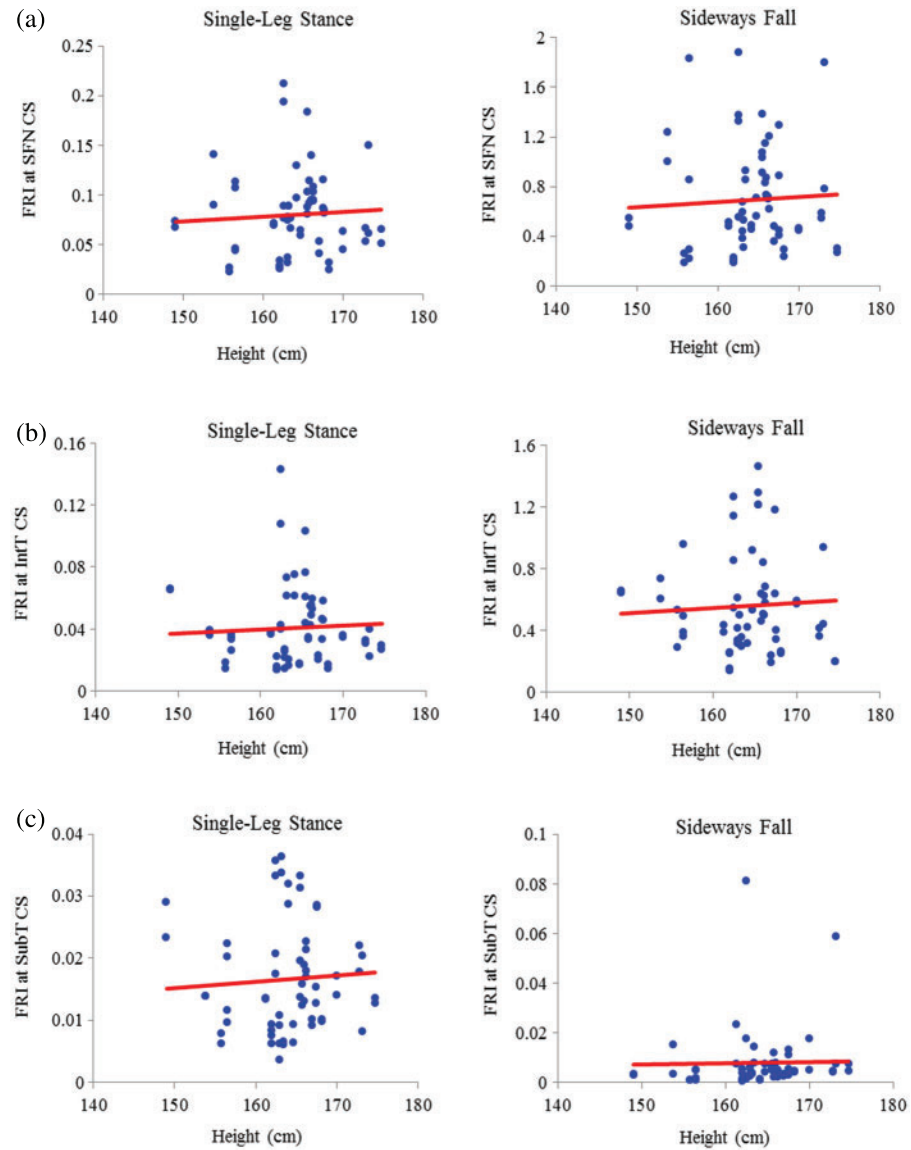 (a)
Single-Leg Stance
Sideways Fall
FRI at SFN CS
0.25
0.2
0.15
0.1
0.05
0
140 150 160 170 180
Height (cm)
FRI at SFN CS
2
1.6
1.2
0.8
0.4
0
140 150 160 170 180
Height (cm)
(b)
Single-Leg Stance
Sideways Fall
FRI at IntT CS
0.16
0.12
0.08
0.04
0
140 150 160 170 180
Height (cm)
FRI at IntT CS
1.6
1.2
0.8
0.4
0
140 150 160 170 180
Height (cm)
(c)
Single-Leg Stance
Sideways Fall
FRI at SubT CS
0.04
0.03
0.02
0.01
0
140 150 160 170 180
Height (cm)
FRI at SubT CS
0.1
0.08
0.06
0.04
0.02
0
140 150 160 170 180
Height (cm)